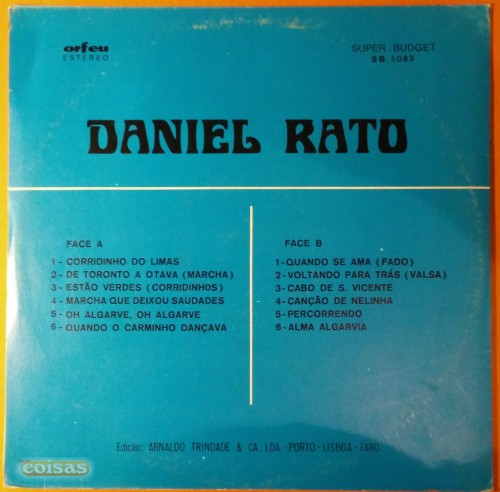 orfeu
ESTÉREO
SUPER BUDGET
SB 1083
DANIEL RATO
FACE A
1 - CORRIDINHO DO LIMAS
2 - DE TORONTO A OTAVA (MARCHA)
3 - ESTÃO VERDES (CORRIDINHOS)
4 - MARCHA QUE DEIXOU SAUDADES
5 - OH ALGARVE, OH ALGARVE
6 - QUANDO O CARMINHO DANÇAVA
FACE B
1 - QUANDO SE AMA (FADO)
2 - VOLTANDO PARA TRÁS (VALSA)
3 - CABO DE S. VICENTE
4 - CANÇÃO DE NELINHA
5 - PERCORRENDO
6 - ALMA ALGARVIA
Edição: ARNALDO TRINDADE & CA. LDA. - PORTO - LISBOA - FARO
coisas